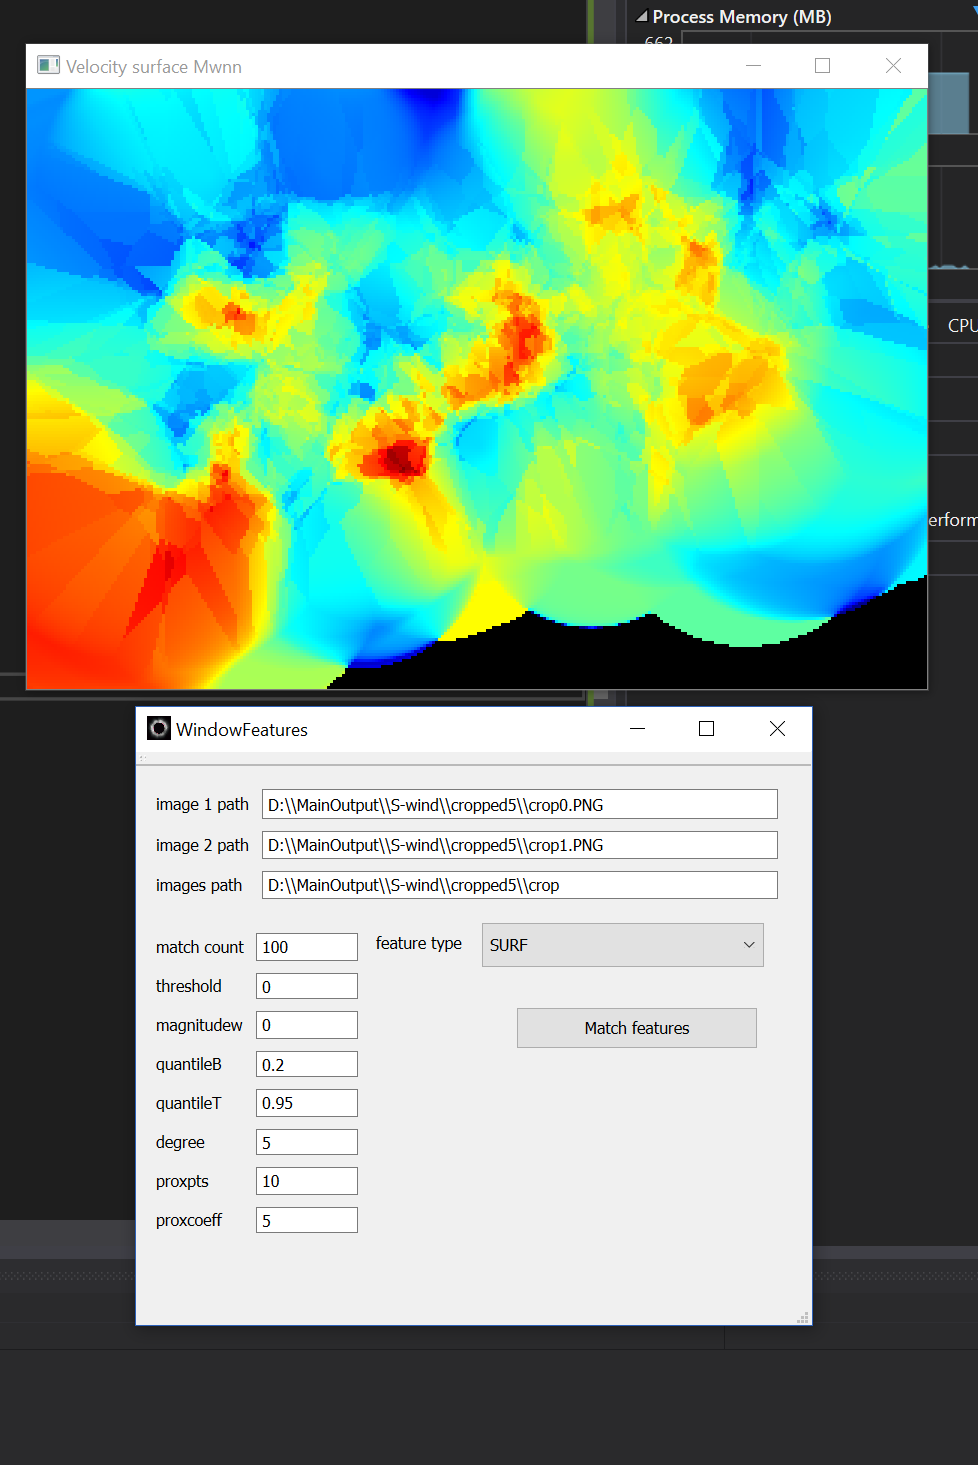 Process Memory (MB)
662
Velocity surface Mwnn
CPU
erform
WindowFeatures
image 1 path D:\\MainOutput\\S-wind\\cropped5\\crop0.PNG
image 2 path D:\\MainOutput\\S-wind\\cropped5\\crop1.PNG
images path D:\\MainOutput\\S-wind\\cropped5\\crop
match count 100 feature type SURF
threshold 0
magnitudew 0 Match features
quantileB 0.2
quantileT 0.95
degree 5
proxpts 10
proxcoeff 5